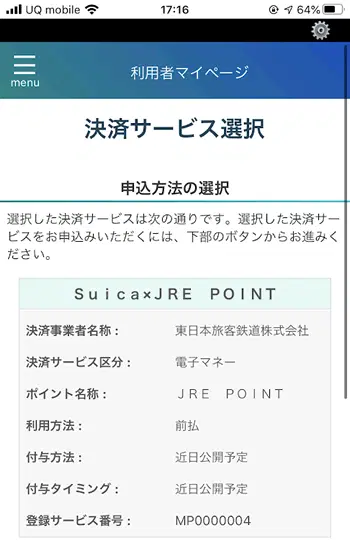 UQ mobile 17:16 64%
menu 利用者マイページ
決済サービス選択
申込方法の選択
選択した決済サービスは次の通りです。選択した決済サー
ビスをお申込みいただくには、下部のボタンからお進みく
ださい。
Ｓｕｉｃａ×ＪＲＥ　ＰＯＩＮＴ
決済事業者名称： 東日本旅客鉄道株式会社
決済サービス区分： 電子マネー
ポイント名称： ＪＲＥ　ＰＯＩＮＴ
利用方法： 前払
付与方法： 近日公開予定
付与タイミング： 近日公開予定
登録サービス番号： MP0000004